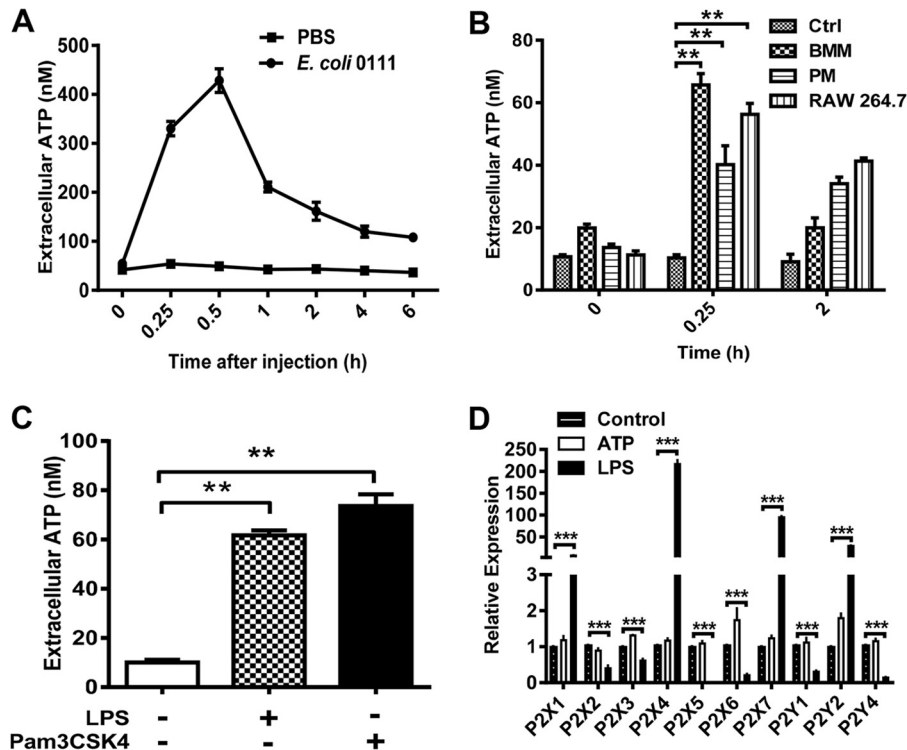 A
Extracellular ATP (nM)
500
400
300
200
100
0
PBS
E. coli 0111
0
0.25
0.5
1
2
4
6
Time after injection (h)
B
Extracellular ATP (nM)
80
60
40
20
0
**
**
**
Ctrl
BMM
PM
RAW 264.7
0
0.25
2
Time (h)
C
Extracellular ATP (nM)
100
80
60
40
20
0
**
**
LPS - + -
Pam3CSK4 - - +
D
Control
ATP
LPS
Relative Expression
250
200
150
100
50
3
2
1
0
***
***
***
***
***
***
***
***
***
***
P2X1
P2X2
P2X3
P2X4
P2X5
P2X6
P2X7
P2Y1
P2Y2
P2Y4